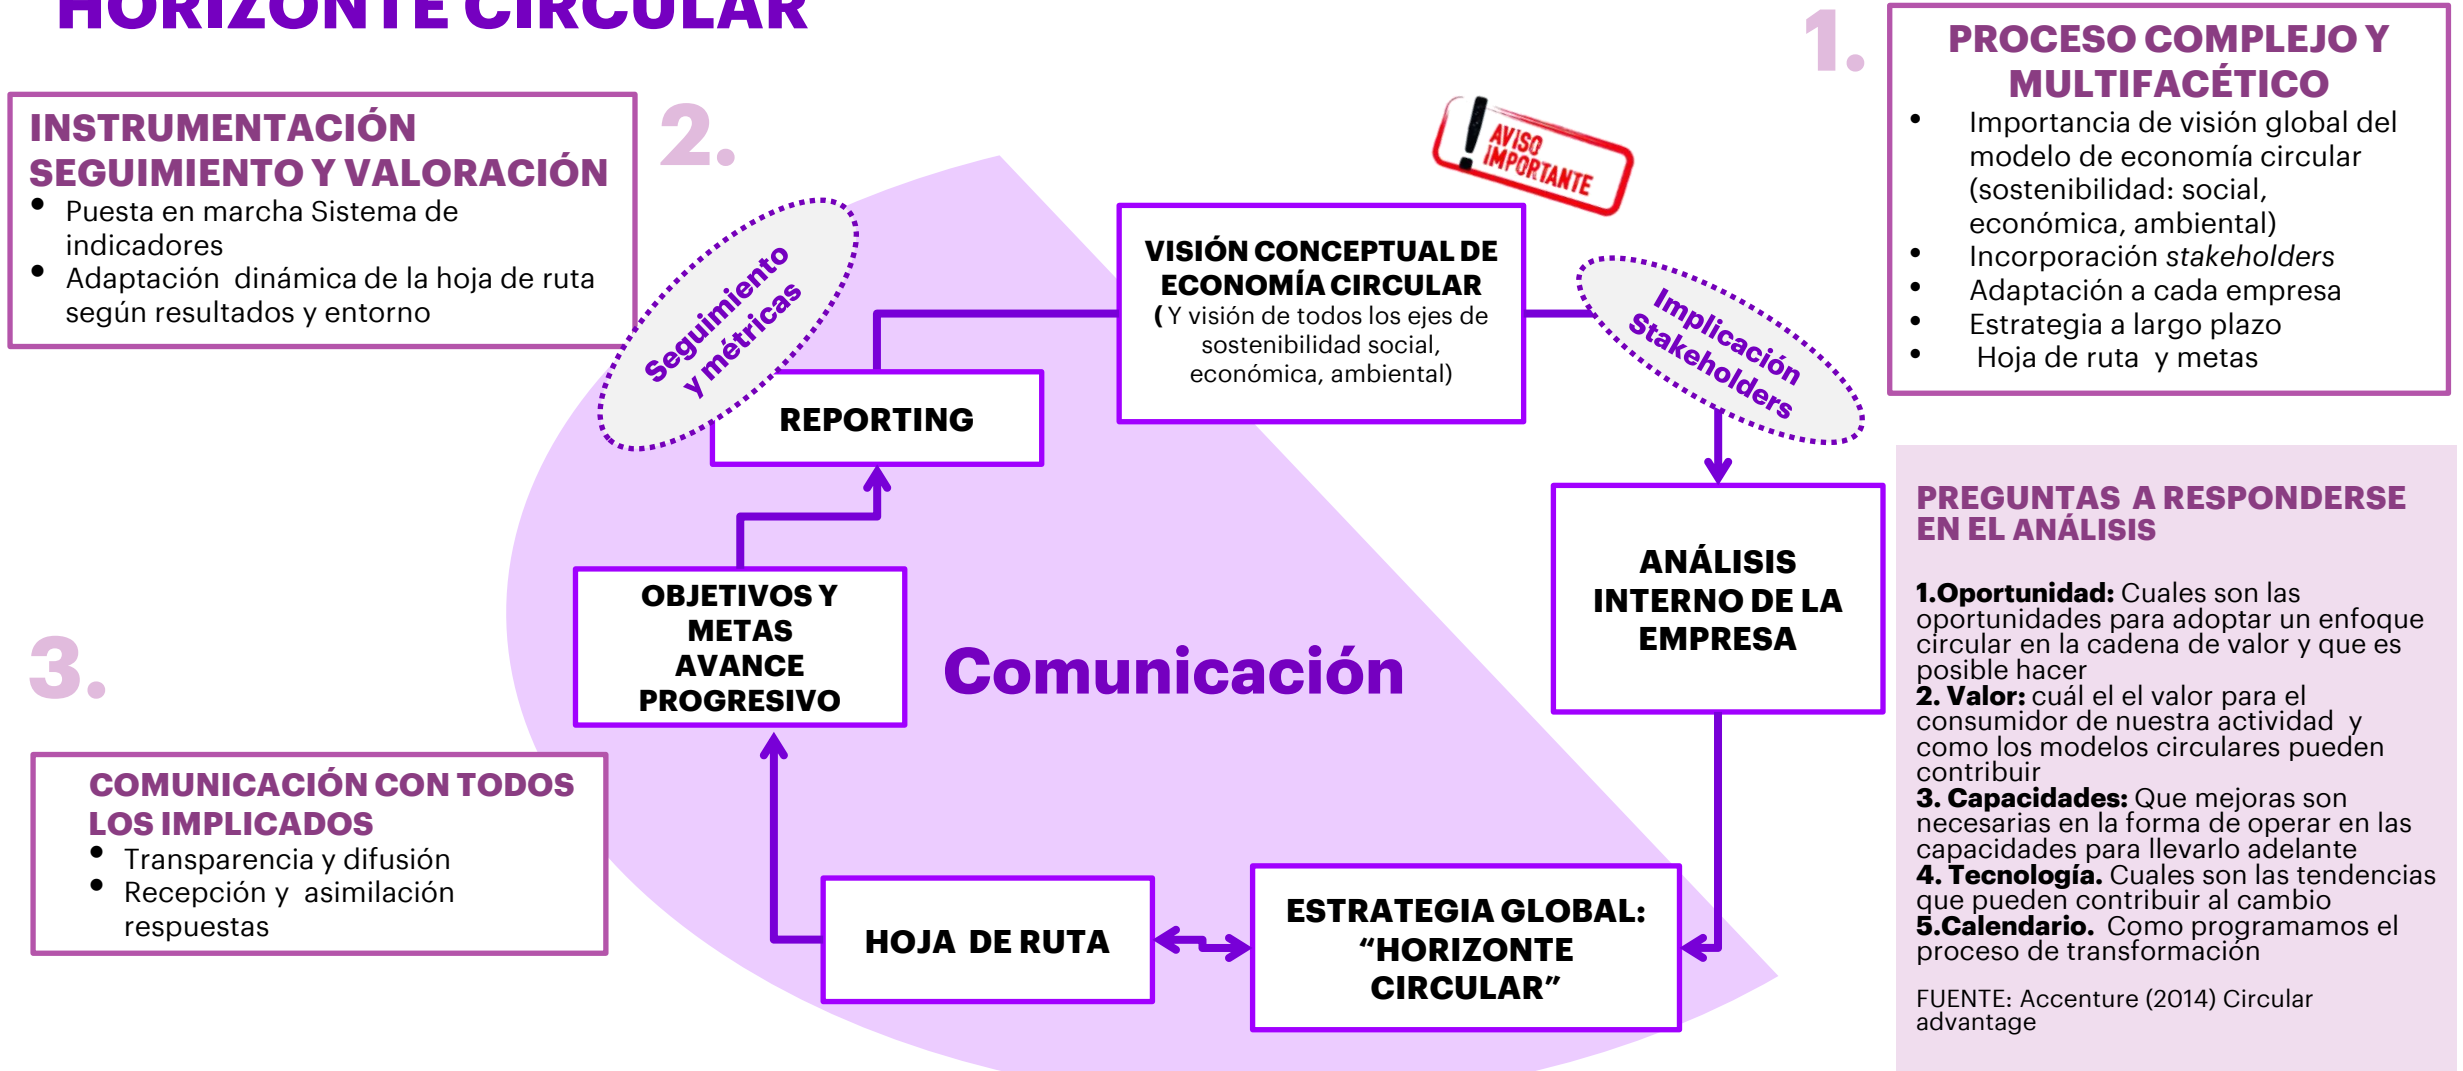 HORIZONTE CIRCULAR
1.
PROCESO COMPLEJO Y
MULTIFACÉTICO
• Importancia de visión global del
modelo de economía circular
(sostenibilidad: social,
económica, ambiental)
• Incorporación stakeholders
• Adaptación a cada empresa
• Estrategia a largo plazo
• Hoja de ruta y metas
2.
INSTRUMENTACIÓN
SEGUIMIENTO Y VALORACIÓN
• Puesta en marcha Sistema de
indicadores
• Adaptación dinámica de la hoja de ruta
según resultados y entorno
3.
COMUNICACIÓN CON TODOS
LOS IMPLICADOS
• Transparencia y difusión
• Recepción y asimilación
respuestas
AVISO
IMPORTANTE
VISIÓN CONCEPTUAL DE
ECONOMÍA CIRCULAR
( Y visión de todos los ejes de
sostenibilidad social,
económica, ambiental)
Implicación
Stakeholders
ANÁLISIS
INTERNO DE LA
EMPRESA
ESTRATEGIA GLOBAL:
“HORIZONTE
CIRCULAR”
HOJA DE RUTA
OBJETIVOS Y
METAS
AVANCE
PROGRESIVO
REPORTING
Seguimiento
y métricas
Comunicación
PREGUNTAS A RESPONDERSE
EN EL ANÁLISIS
1.Oportunidad: Cuales son las
oportunidades para adoptar un enfoque
circular en la cadena de valor y que es
posible hacer
2. Valor: cuál el el valor para el
consumidor de nuestra actividad y
como los modelos circulares pueden
contribuir
3. Capacidades: Que mejoras son
necesarias en la forma de operar en las
capacidades para llevarlo adelante
4. Tecnología. Cuales son las tendencias
que pueden contribuir al cambio
5.Calendario. Como programamos el
proceso de transformación
FUENTE: Accenture (2014) Circular
advantage